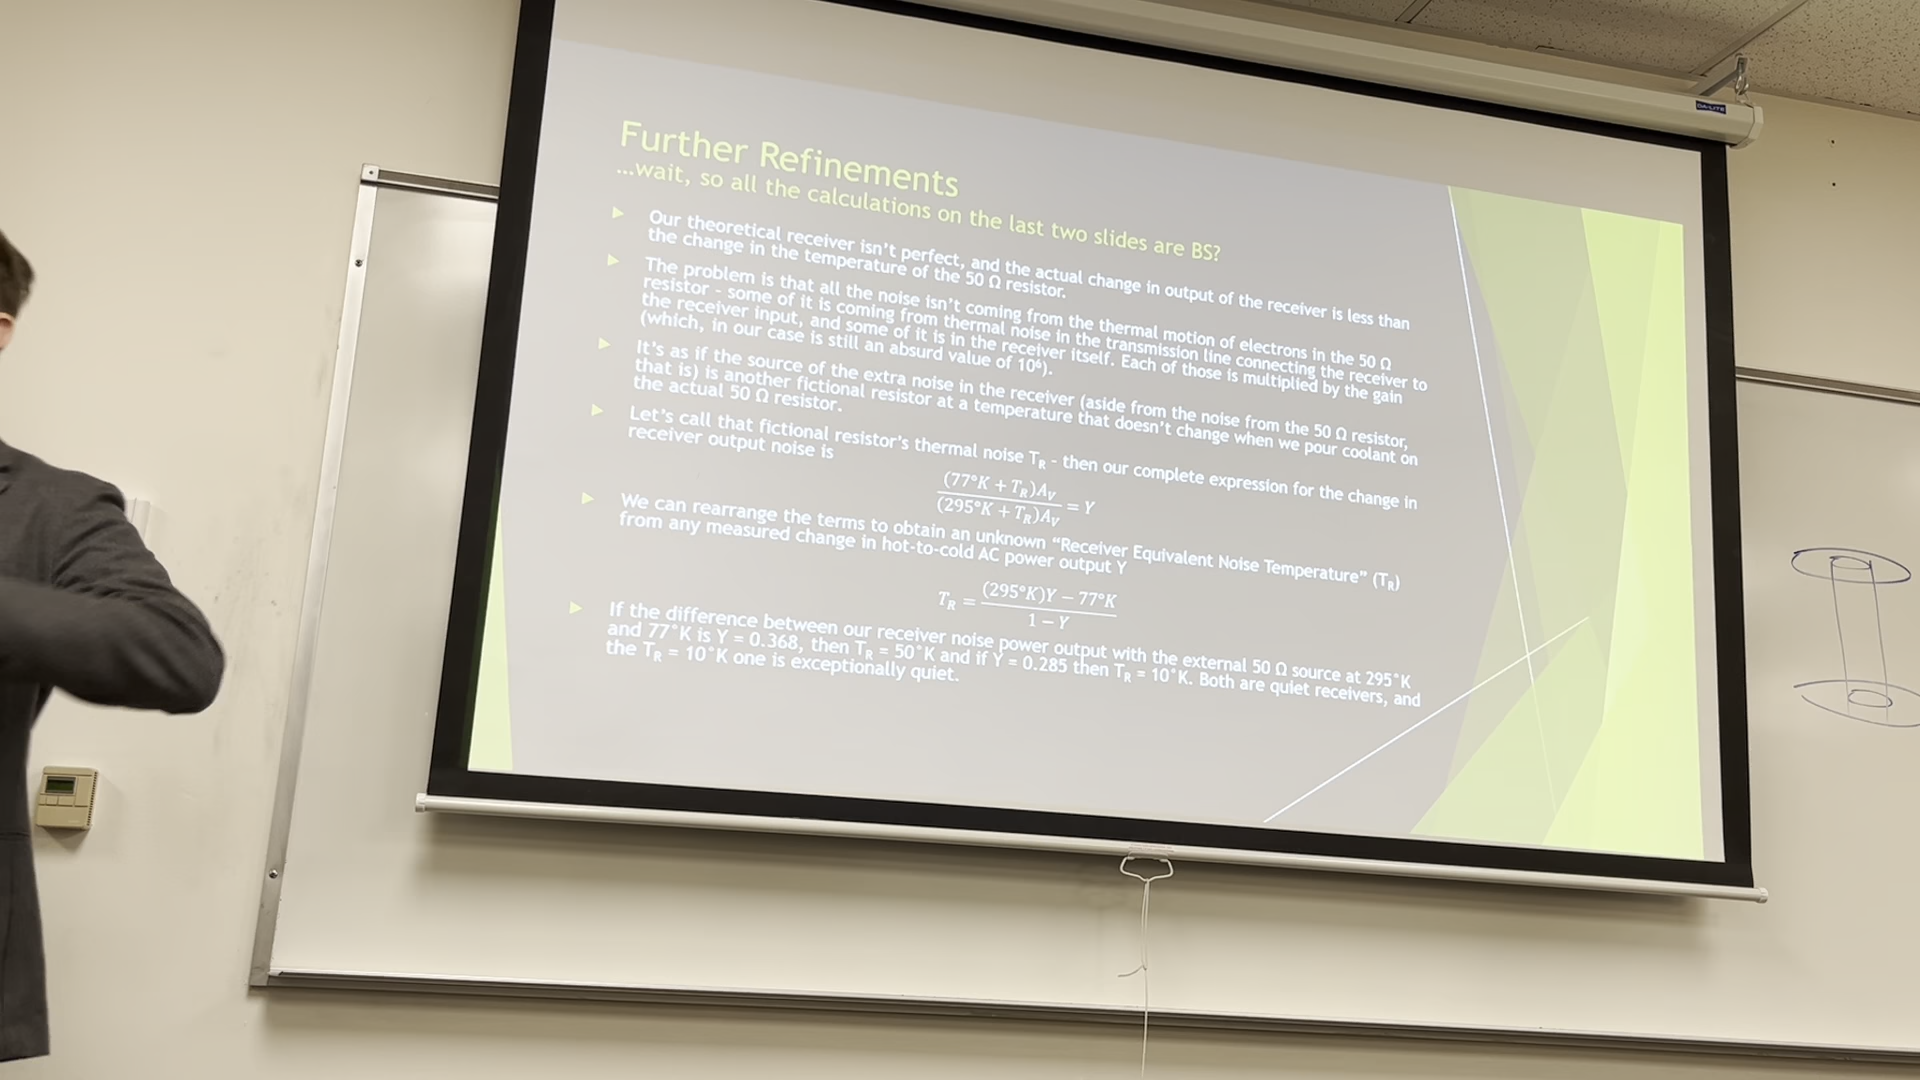 DA-LITE
Further Refinements
...wait, so all the calculations on the last two slides are BS?
Our theoretical receiver isn't perfect, and the actual change in output of the receiver is less than
the change in the temperature of the 50 Ω resistor.
The problem is that all the noise isn't coming from the thermal motion of electrons in the 50 Ω
resistor - some of it is coming from thermal noise in the transmission line connecting the receiver to
the receiver input, and some of it is in the receiver itself. Each of those is multiplied by the gain
(which, in our case is still an absurd value of 10⁶).
It's as if the source of the extra noise in the receiver (aside from the noise from the 50 Ω resistor,
that is) is another fictional resistor at a temperature that doesn't change when we pour coolant on
the actual 50 Ω resistor.
Let's call that fictional resistor's thermal noise T_R - then our complete expression for the change in
receiver output noise is
(77°K + T_R)A_V
/ (295°K + T_R)A_V = Y
We can rearrange the terms to obtain an unknown “Receiver Equivalent Noise Temperature” (T_R)
from any measured change in hot-to-cold AC power output Y
T_R = (295°K)Y − 77°K
/ 1 − Y
If the difference between our receiver noise power output with the external 50 Ω source at 295°K
and 77°K is Y = 0.368, then T_R = 50°K and if Y = 0.285 then T_R = 10°K. Both are quiet receivers, and
the T_R = 10°K one is exceptionally quiet.